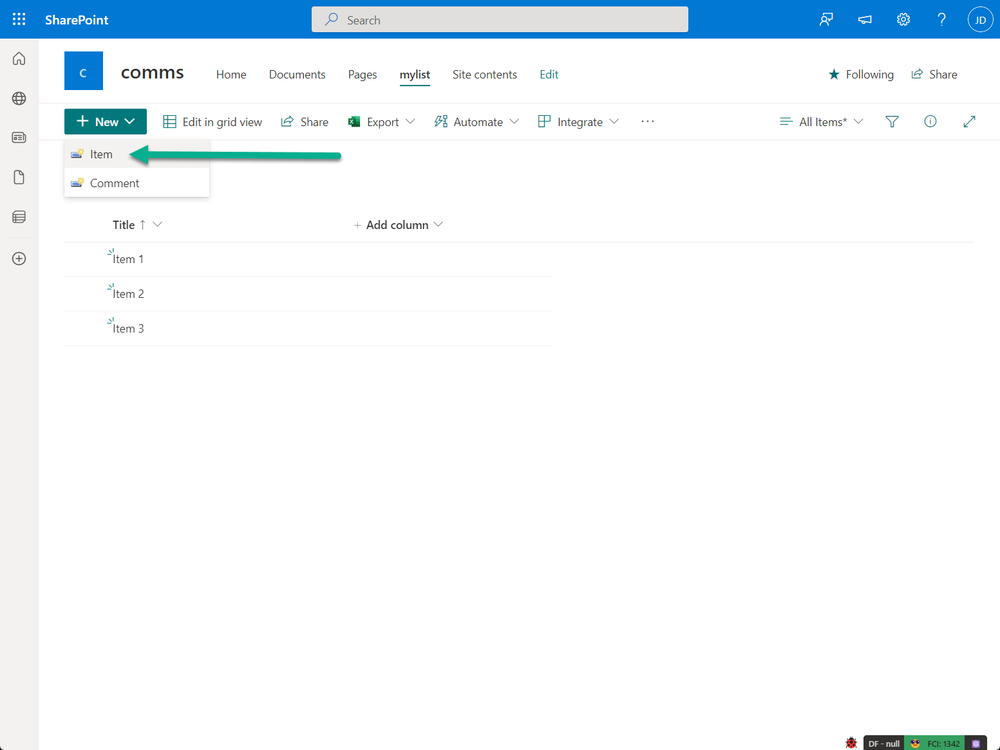 SharePoint
Search
JD
C
comms
Home
Documents
Pages
mylist
Site contents
Edit
Following
Share
New
Edit in grid view
Share
Export
Automate
Integrate
All Items*
Item
Comment
Title
Add column
Item 1
Item 2
Item 3
DF - null
FCI: 1342